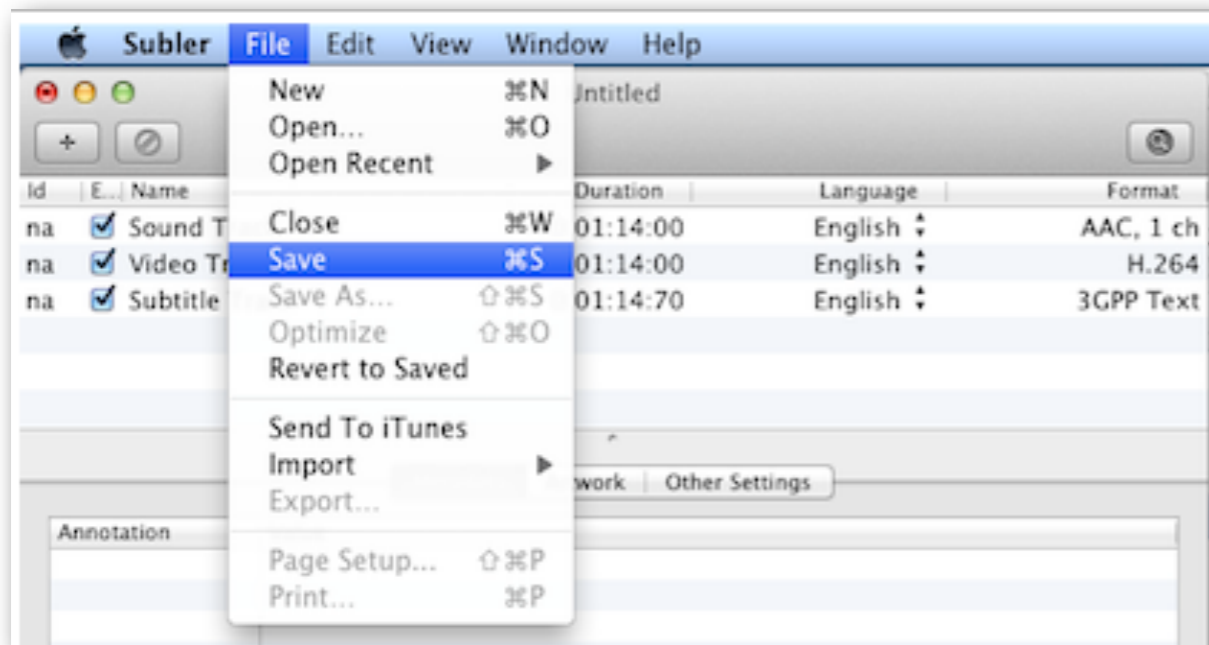 Subler File Edit View Window Help
New ⌘N
Untitled
Open... ⌘O
Open Recent ▶
Id E... Name Duration Language Format
Close ⌘W
na Sound T 01:14:00 English AAC, 1 ch
Save ⌘S
na Video Tr 01:14:00 English H.264
Save As... ⇧⌘S
na Subtitle 01:14:70 English 3GPP Text
Optimize ⇧⌘O
Revert to Saved
Send To iTunes
Import ▶
work Other Settings
Export...
Annotation
Page Setup... ⇧⌘P
Print... ⌘P